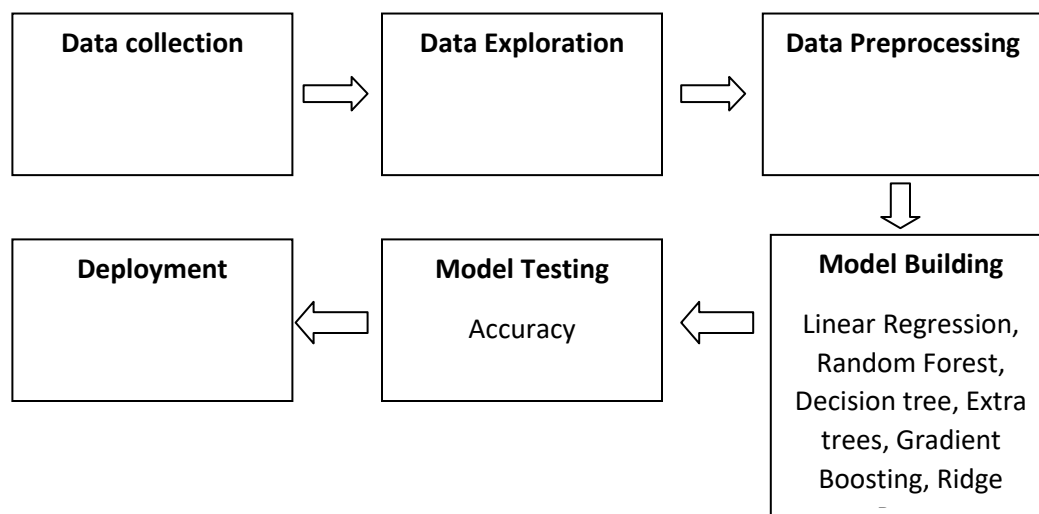 Data collection
Data Exploration
Data Preprocessing
Model Building
Linear Regression,
Random Forest,
Decision tree, Extra
trees, Gradient
Boosting, Ridge
Model Testing
Accuracy
Deployment